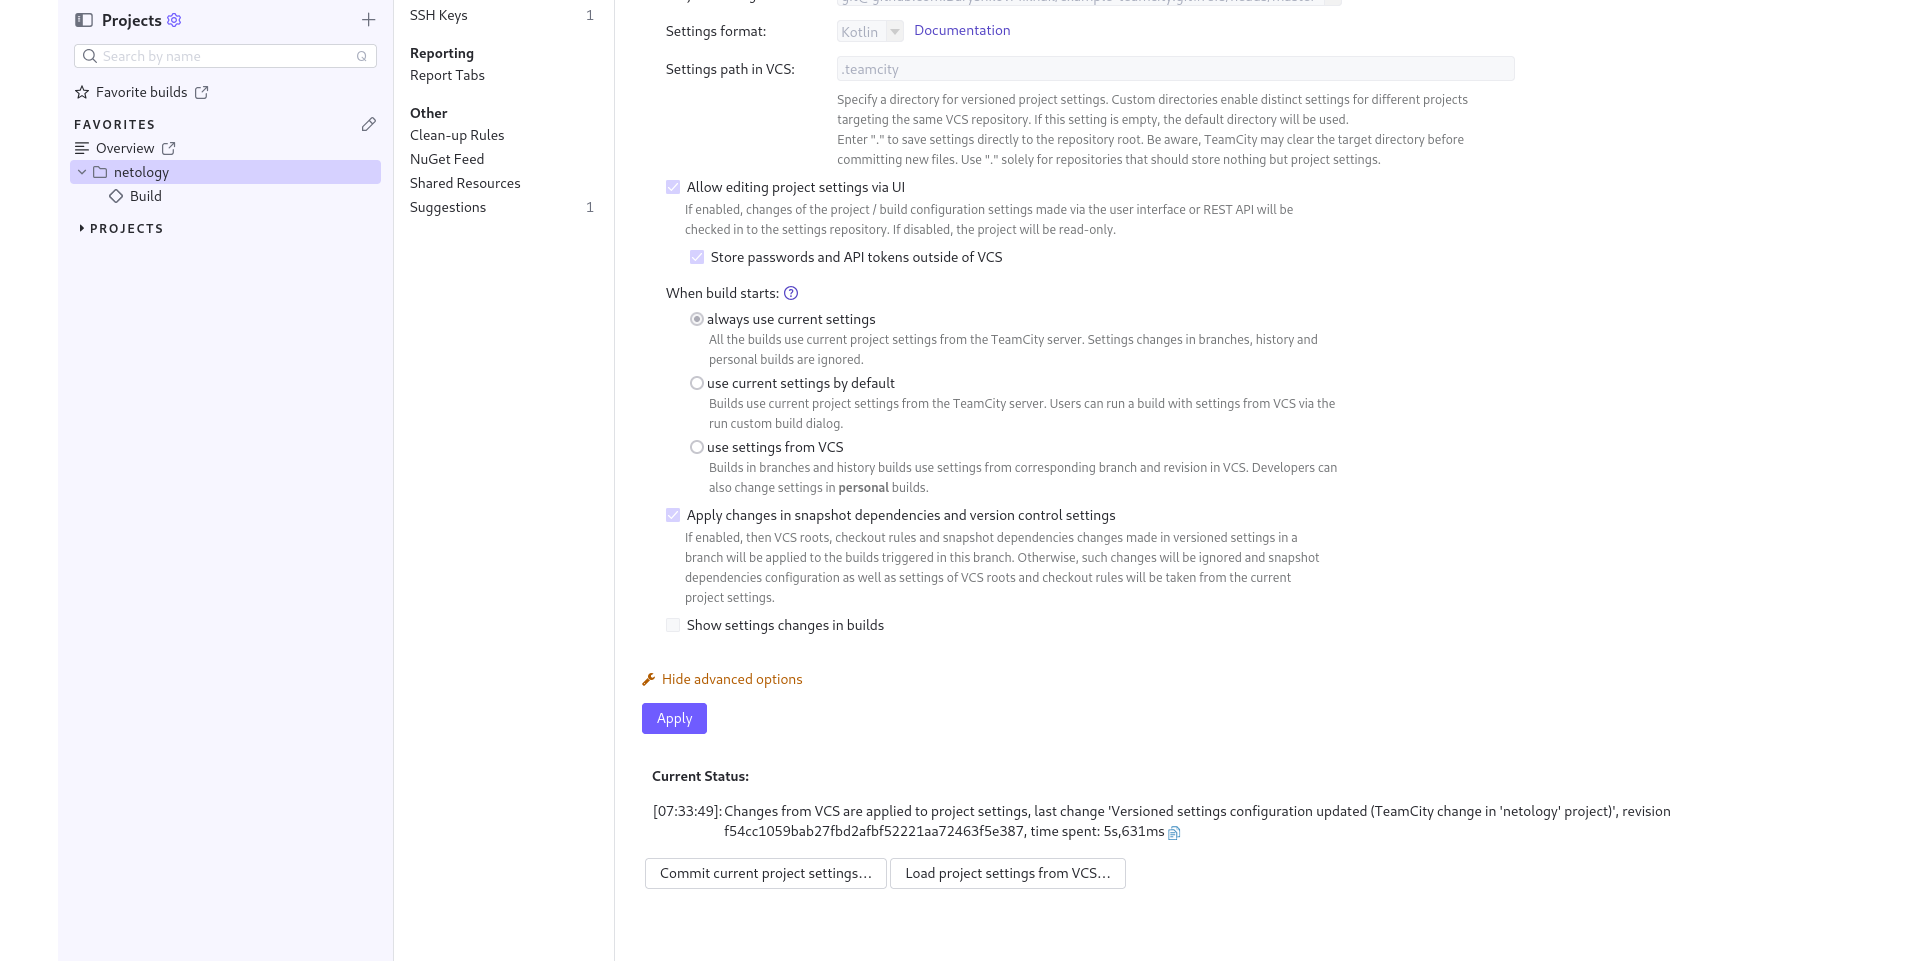 Projects
Search by name
Q
Favorite builds
FAVORITES
Overview
netology
Build
PROJECTS
SSH Keys 1
Reporting
Report Tabs
Other
Clean-up Rules
NuGet Feed
Shared Resources
Suggestions 1
Settings format: Kotlin Documentation
Settings path in VCS: .teamcity
Specify a directory for versioned project settings. Custom directories enable distinct settings for different projects
targeting the same VCS repository. If this setting is empty, the default directory will be used.
Enter "." to save settings directly to the repository root. Be aware, TeamCity may clear the target directory before
committing new files. Use "." solely for repositories that should store nothing but project settings.
Allow editing project settings via UI
If enabled, changes of the project / build configuration settings made via the user interface or REST API will be
checked in to the settings repository. If disabled, the project will be read-only.
Store passwords and API tokens outside of VCS
When build starts:
always use current settings
All the builds use current project settings from the TeamCity server. Settings changes in branches, history and
personal builds are ignored.
use current settings by default
Builds use current project settings from the TeamCity server. Users can run a build with settings from VCS via the
run custom build dialog.
use settings from VCS
Builds in branches and history builds use settings from corresponding branch and revision in VCS. Developers can
also change settings in personal builds.
Apply changes in snapshot dependencies and version control settings
If enabled, then VCS roots, checkout rules and snapshot dependencies changes made in versioned settings in a
branch will be applied to the builds triggered in this branch. Otherwise, such changes will be ignored and snapshot
dependencies configuration as well as settings of VCS roots and checkout rules will be taken from the current
project settings.
Show settings changes in builds
Hide advanced options
Apply
Current Status:
[07:33:49]: Changes from VCS are applied to project settings, last change 'Versioned settings configuration updated (TeamCity change in 'netology' project)', revision
f54cc1059bab27fbd2afbf52221aa72463f5e387, time spent: 5s,631ms
Commit current project settings... Load project settings from VCS...